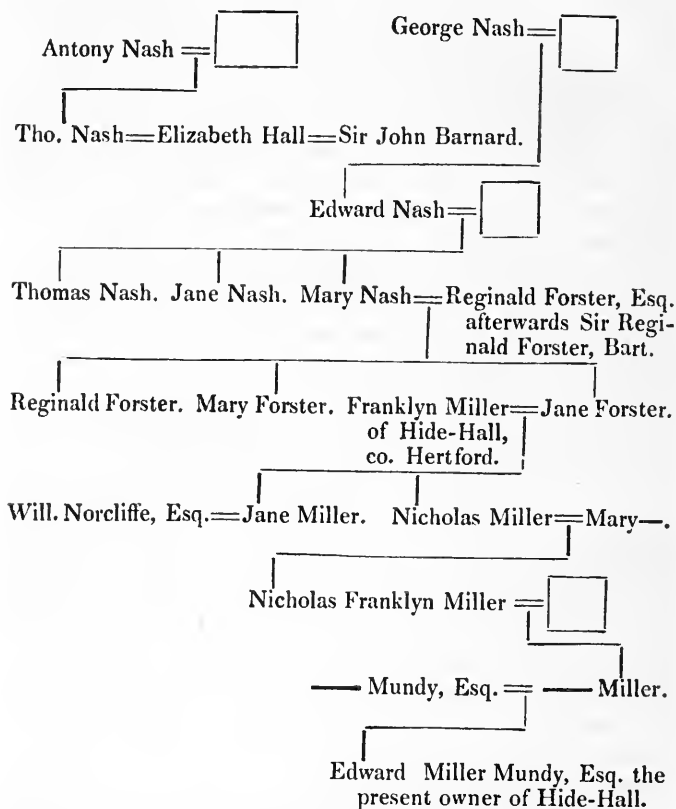 Antony Nash = George Nash =
Tho. Nash=Elizabeth Hall=Sir John Barnard.
Edward Nash=
Thomas Nash. Jane Nash. Mary Nash=Reginald Forster, Esq.
afterwards Sir Regi-
nald Forster, Bart.
Reginald Forster. Mary Forster. Franklyn Miller=Jane Forster.
of Hide-Hall,
co. Hertford.
Will. Norcliffe, Esq.=Jane Miller. Nicholas Miller=Mary—.
Nicholas Franklyn Miller =
— Mundy, Esq. = — Miller.
Edward Miller Mundy, Esq. the
present owner of Hide-Hall.